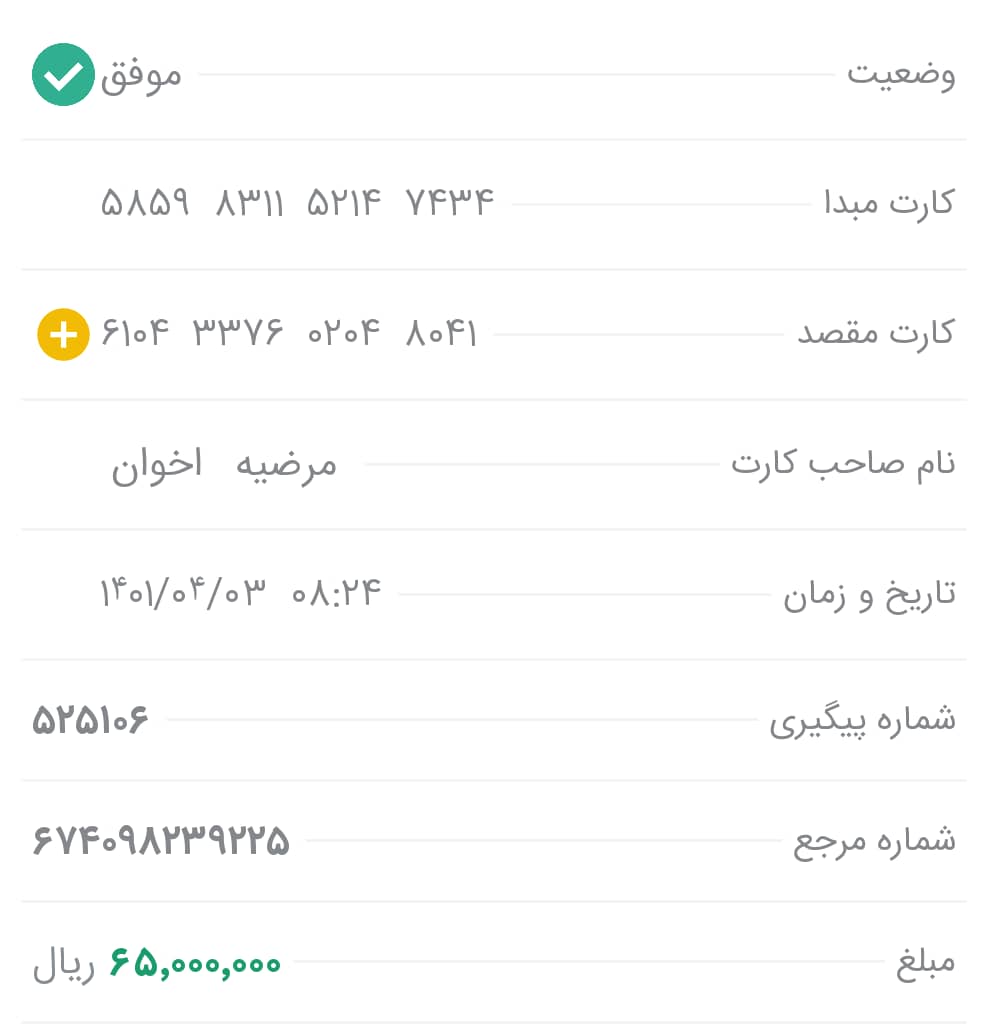 وضعیت موفق
کارت مبدا ۵۸۵۹ ۸۳۱۱ ۵۲۱۴ ۷۴۳۴
کارت مقصد ۶۱۰۴ ۳۳۷۶ ۰۲۰۴ ۸۰۴۱
نام صاحب کارت مرضیه اخوان
تاریخ و زمان ۱۴۰۱/۰۴/۰۳ ۰۸:۲۴
شماره پیگیری ۵۲۵۱۰۶
شماره مرجع ۶۷۴۰۹۸۲۳۹۲۲۵
مبلغ ۶۵,۰۰۰,۰۰۰ ریال